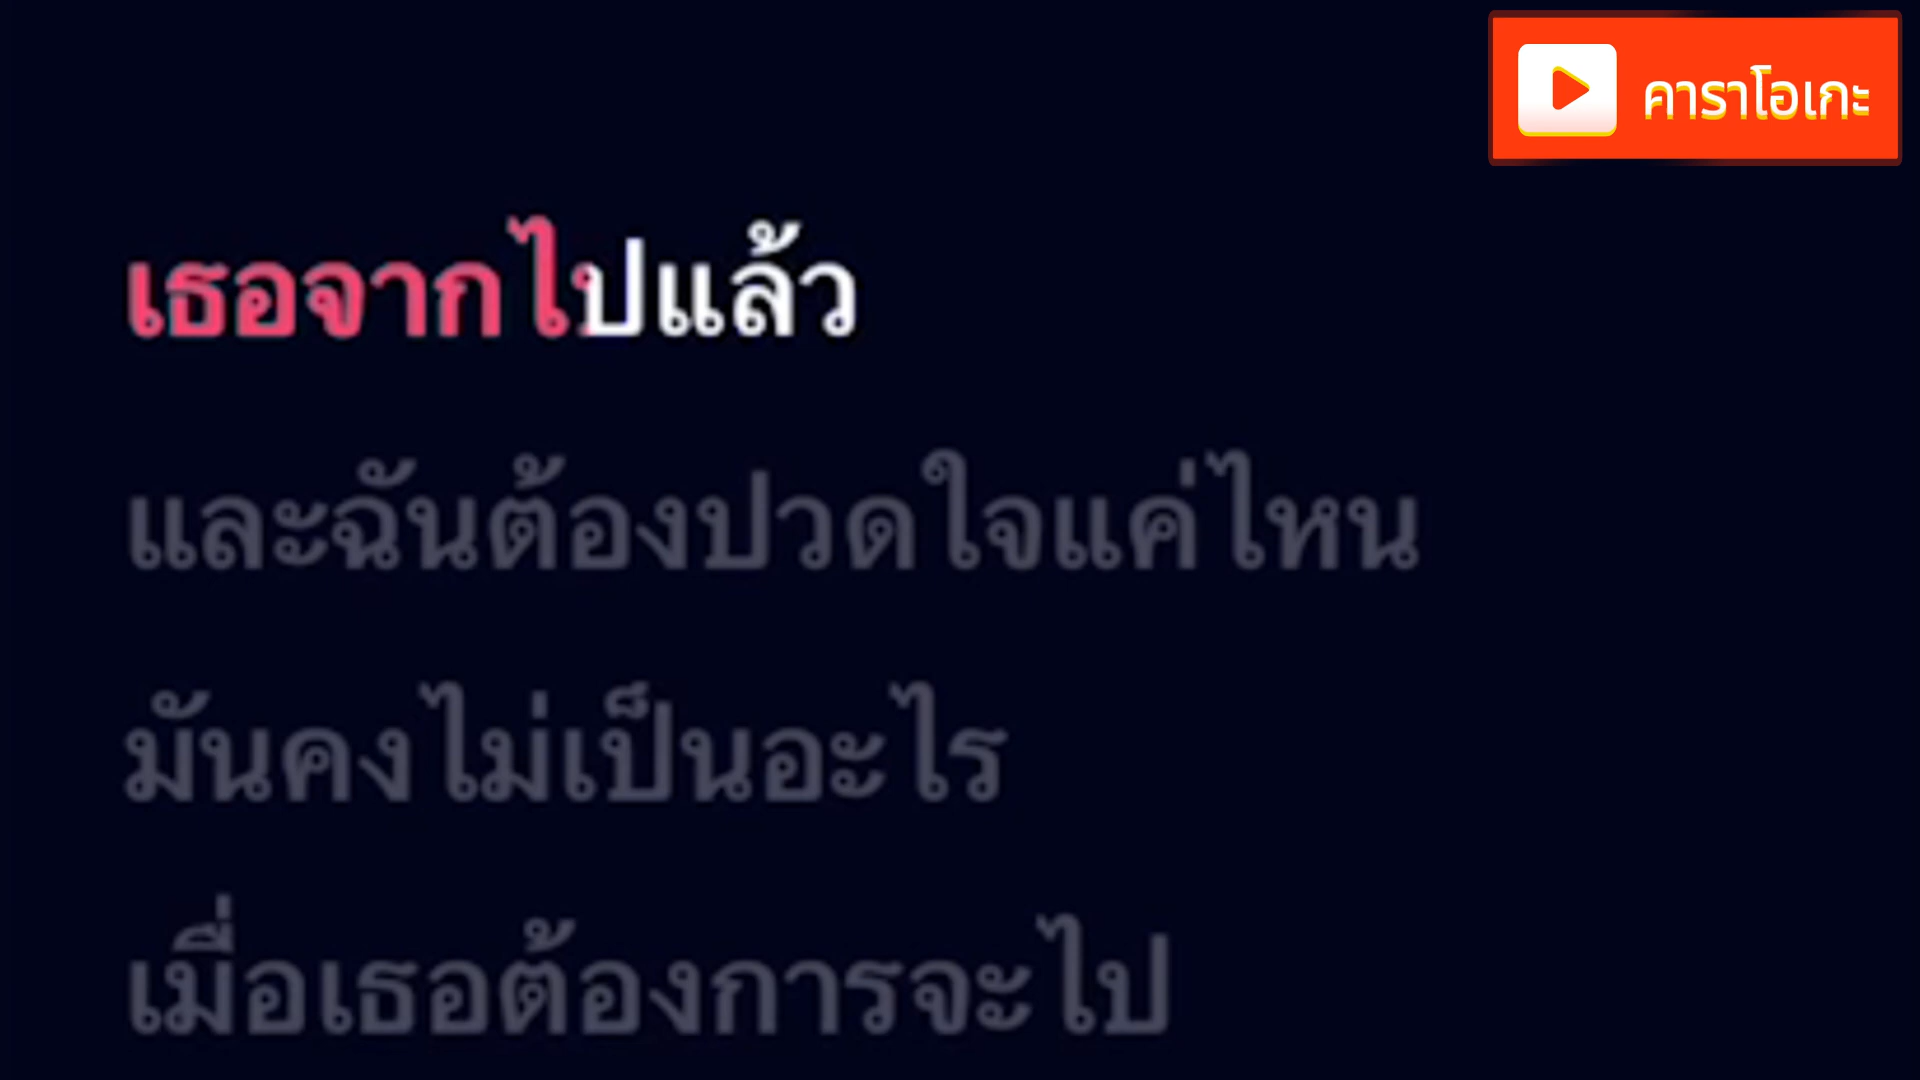 คาราโอเกะ
เธอจากไปแล้ว
และฉันต้องปวดใจแค่ไหน
มันคงไม่เป็นอะไร
เมื่อเธอต้องการจะไป